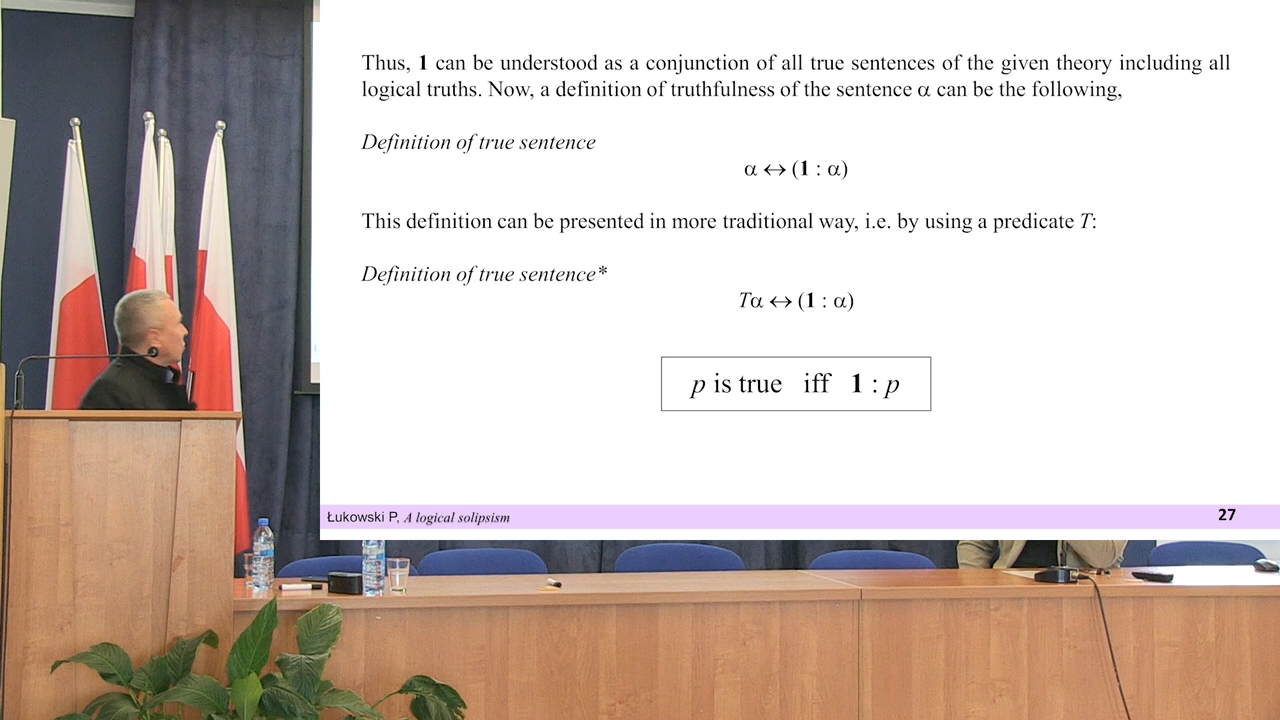 Thus, 1 can be understood as a conjunction of all true sentences of the given theory including all
logical truths. Now, a definition of truthfulness of the sentence α can be the following,
Definition of true sentence
α ↔ (1 : α)
This definition can be presented in more traditional way, i.e. by using a predicate T:
Definition of true sentence*
Tα ↔ (1 : α)
p is true iff 1 : p
Łukowski P, A logical solipsism
27